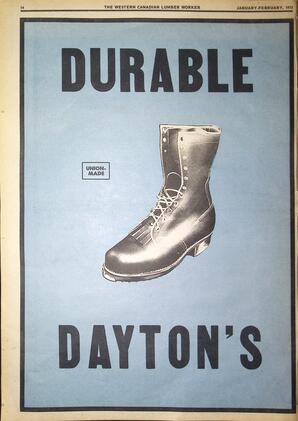 14
THE WESTERN CANADIAN LUMBER WORKER
JANUARY-FEBRUARY, 1972
DURABLE
UNION-
MADE
DAYTON'S